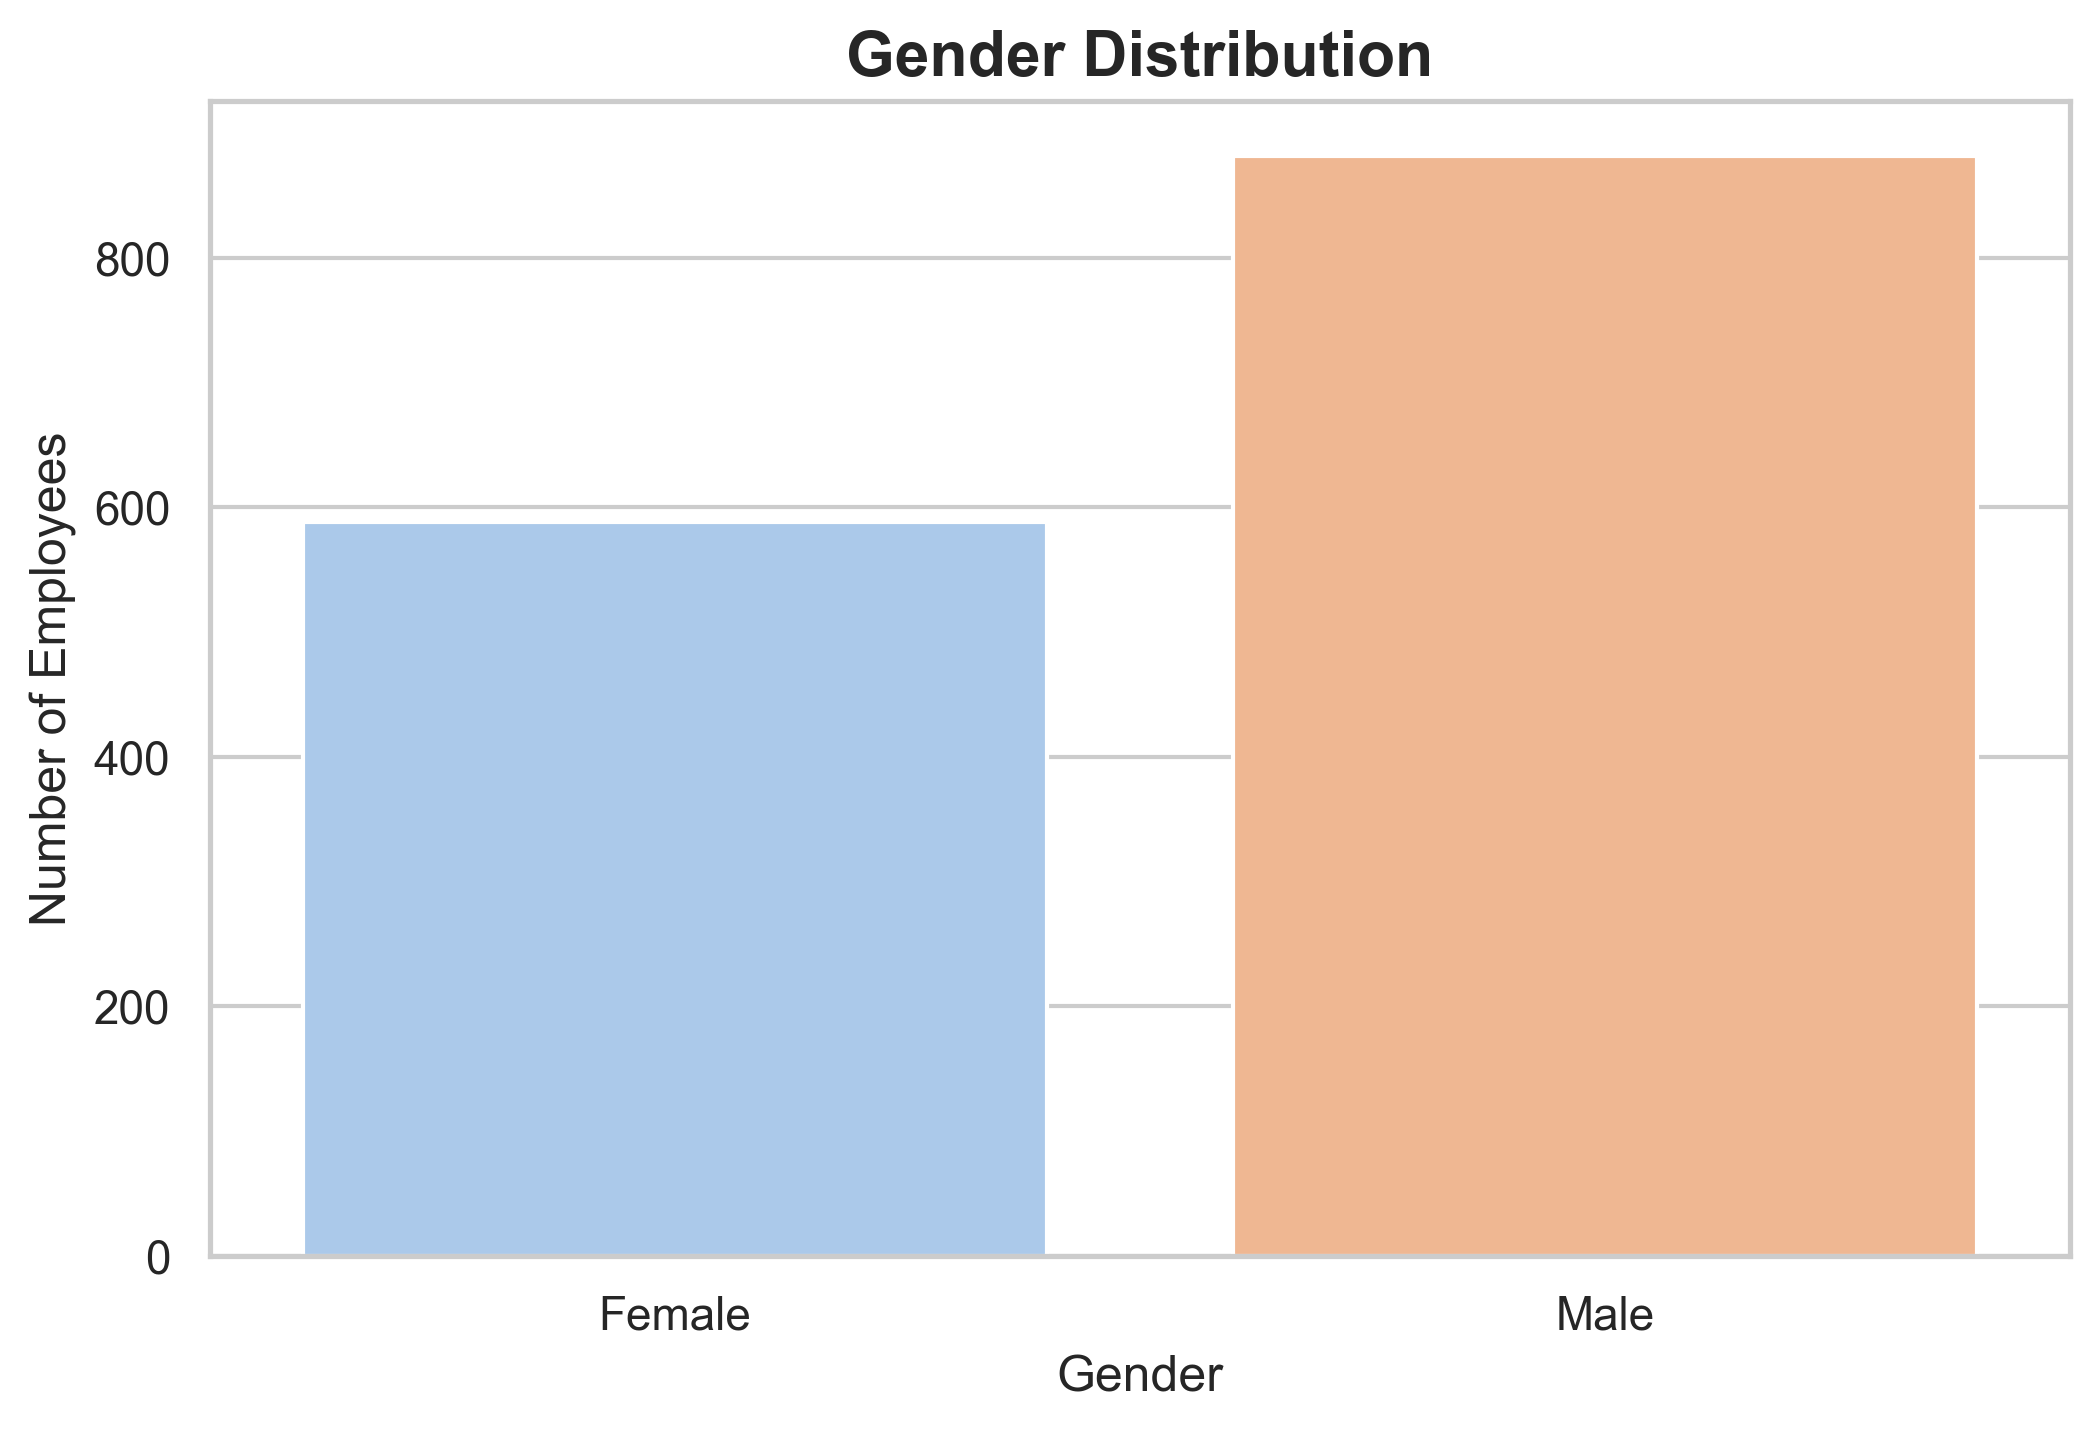 Gender Distribution
Number of Employees
800
600
400
200
0
Female
Male
Gender